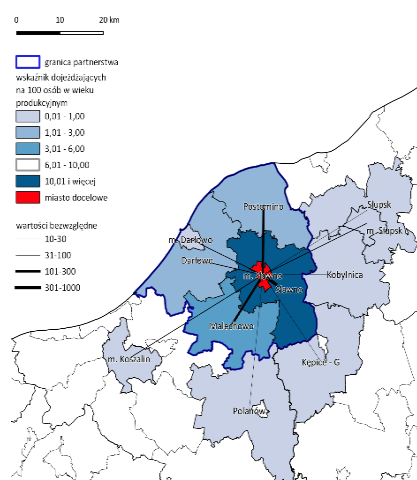 0 10 20 km
granica partnerstwa
wskaźnik dojeżdżających
na 100 osób w wieku
produkcyjnym
0,01 - 1,00
1,01 - 3,00
3,01 - 6,00
6,01 - 10,00
10,01 i więcej
miasto docelowe
wartości bezwzględne
10-30
31-100
101-300
301-1000
Postomino
Słupsk
m. Słupsk
m. Darłowo
Darłowo
m. Sławno
Kobylnica
Sławno
Malechowo
m. Koszalin
Kępice - G
Polanów